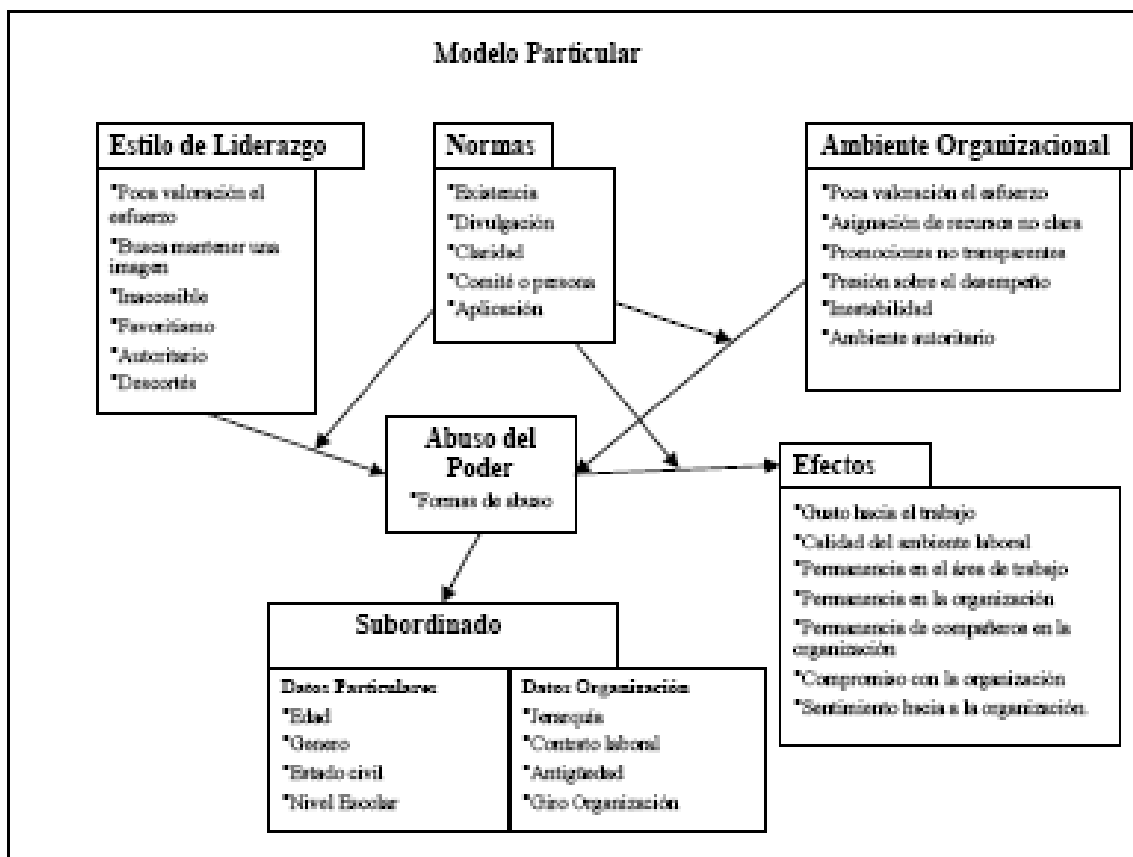 Modelo Particular
Estilo de Liderazgo
*Poca valoración el
esfuerzo
*Busca mantener una
imagen
*Inaccesible
*Favoritismo
*Autoritario
*Descortés
Normas
*Existencia
*Divulgación
*Claridad
*Comité o persona
*Aplicación
Ambiente Organizacional
*Poca valoración el esfuerzo
*Asignación de recursos no clara
*Promociones no transparentes
*Presión sobre el desempeño
*Inestabilidad
*Ambiente autoritario
Abuso del
Poder
*Formas de abuso
Efectos
*Gusto hacia el trabajo
*Calidad del ambiente laboral
*Permanencia en el área de trabajo
*Permanencia en la organización
*Permanencia de compañeros en la
organización
*Compromiso con la organización
*Sentimiento hacia a la organización.
Subordinado
Datos Particulares
*Edad
*Genero
*Estado civil
*Nivel Escolar
Datos Organización
*Jerarquía
*Contrato laboral
*Antigüedad
*Giro Organización